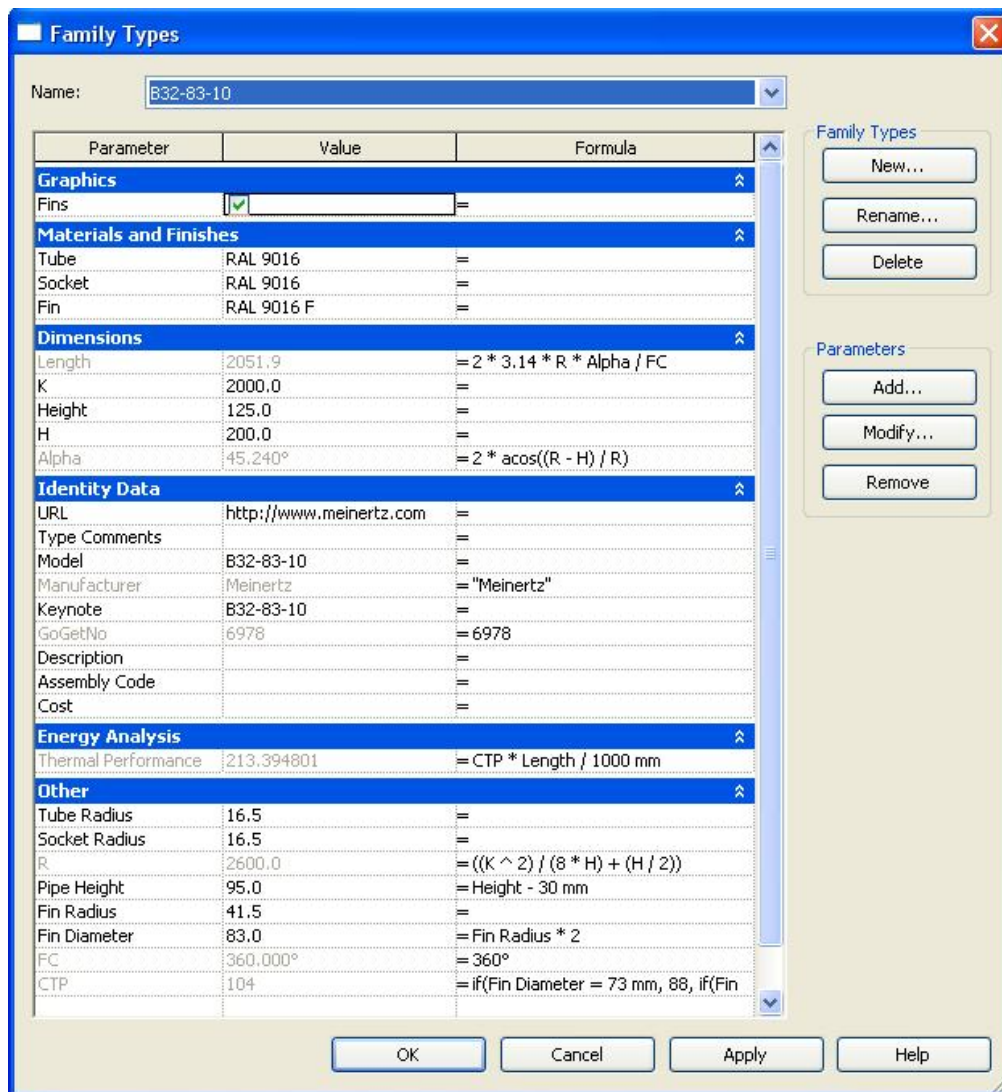 Family Types
Name: B32-83-10
Parameter Value Formula
Graphics
Fins =
Materials and Finishes
Tube RAL 9016 =
Socket RAL 9016 =
Fin RAL 9016 F =
Dimensions
Length 2051.9 = 2 * 3.14 * R * Alpha / FC
K 2000.0 =
Height 125.0 =
H 200.0 =
Alpha 45.240° = 2 * acos((R - H) / R)
Identity Data
URL http://www.meinertz.com =
Type Comments =
Model B32-83-10 =
Manufacturer Meinertz = "Meinertz"
Keynote B32-83-10 =
GoGetNo 6978 = 6978
Description =
Assembly Code =
Cost =
Energy Analysis
Thermal Performance 213.394801 = CTP * Length / 1000 mm
Other
Tube Radius 16.5 =
Socket Radius 16.5 =
R 2600.0 = ((K ^ 2) / (8 * H) + (H / 2))
Pipe Height 95.0 = Height - 30 mm
Fin Radius 41.5 =
Fin Diameter 83.0 = Fin Radius * 2
FC 360.000° = 360°
CTP 104 = if(Fin Diameter = 73 mm, 88, if(Fin
Family Types
New...
Rename...
Delete
Parameters
Add...
Modify...
Remove
OK Cancel Apply Help